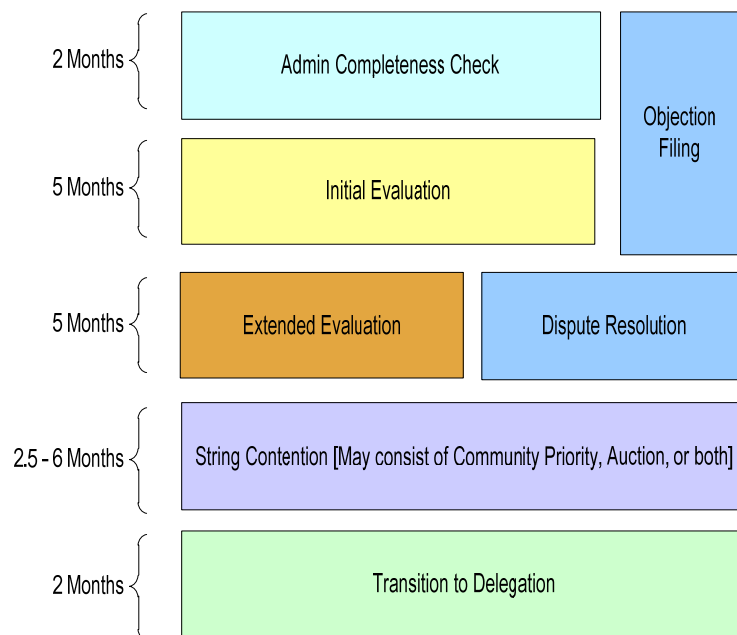 2 Months
Admin Completeness Check
Objection
Filing
5 Months
Initial Evaluation
5 Months
Extended Evaluation
Dispute Resolution
2.5 - 6 Months
String Contention [May consist of Community Priority, Auction, or both]
2 Months
Transition to Delegation